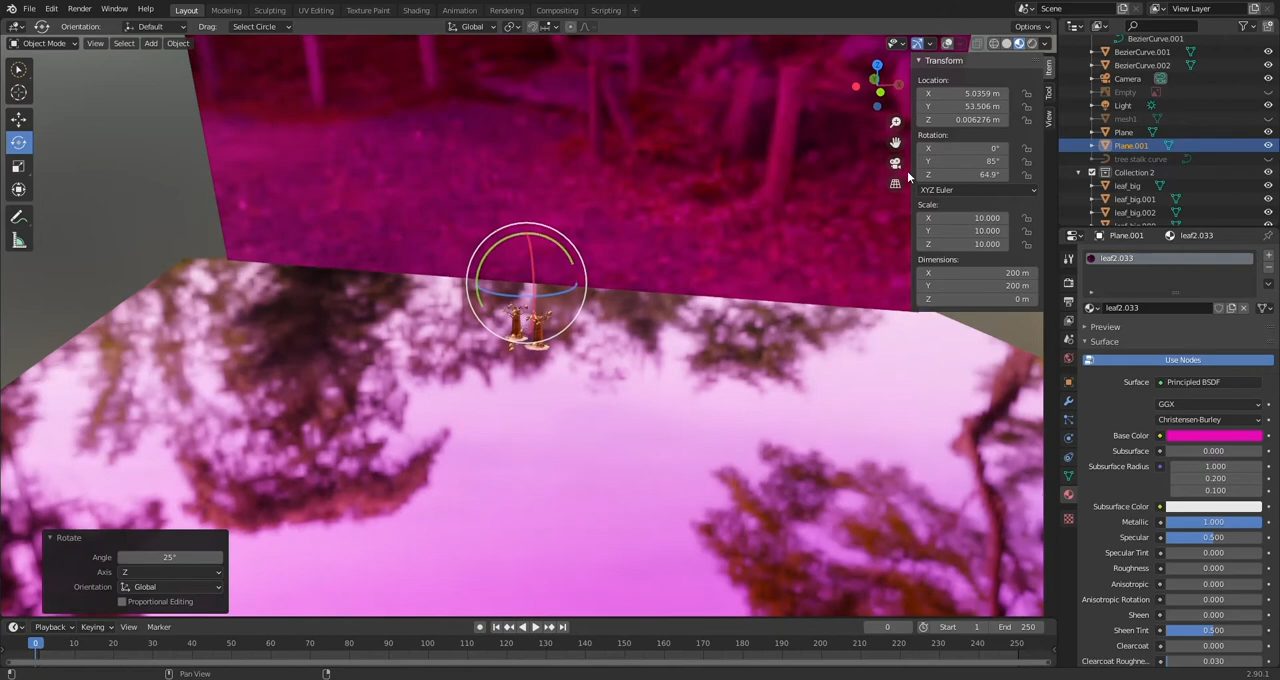 File Edit Render Window Help Layout Modeling Sculpting UV Editing Texture Paint Shading Animation Rendering Compositing Scripting + Scene View Layer
Orientation: Default Drag: Select Circle Global Options
Object Mode View Select Add Object
Transform
Location:
X 5.0359 m
Y 53.506 m
Z 0.006276 m
Rotation:
X 0°
Y 85°
Z 64.9°
XYZ Euler
Scale:
X 10.000
Y 10.000
Z 10.000
Dimensions:
X 200 m
Y 200 m
Z 0 m
Item
Tool
View
Z
BezierCurve.001
BezierCurve.001
BezierCurve.002
Camera
Empty
Light
mesh1
Plane
Plane.001
tree stalk curve
Collection 2
leaf_big
leaf_big.001
leaf_big.002
leaf_big.003
Plane.001 leaf2.033
leaf2.033
leaf2.033
Preview
Surface
Use Nodes
Surface Principled BSDF
GGX
Christensen-Burley
Base Color
Subsurface 0.000
Subsurface Radius 1.000
0.200
0.100
Subsurface Color
Metallic 1.000
Specular 0.500
Specular Tint 0.000
Roughness 0.000
Anisotropic 0.000
Anisotropic Rotation 0.000
Sheen 0.000
Sheen Tint 0.500
Clearcoat 0.000
Clearcoat Roughne... 0.030
Rotate
Angle 25°
Axis Z
Orientation Global
Proportional Editing
Playback Keying View Marker 0 Start 1 End 250
0 10 20 30 40 50 60 70 80 90 100 110 120 130 140 150 160 170 180 190 200 210 220 230 240 250
Pan View 2.90.1